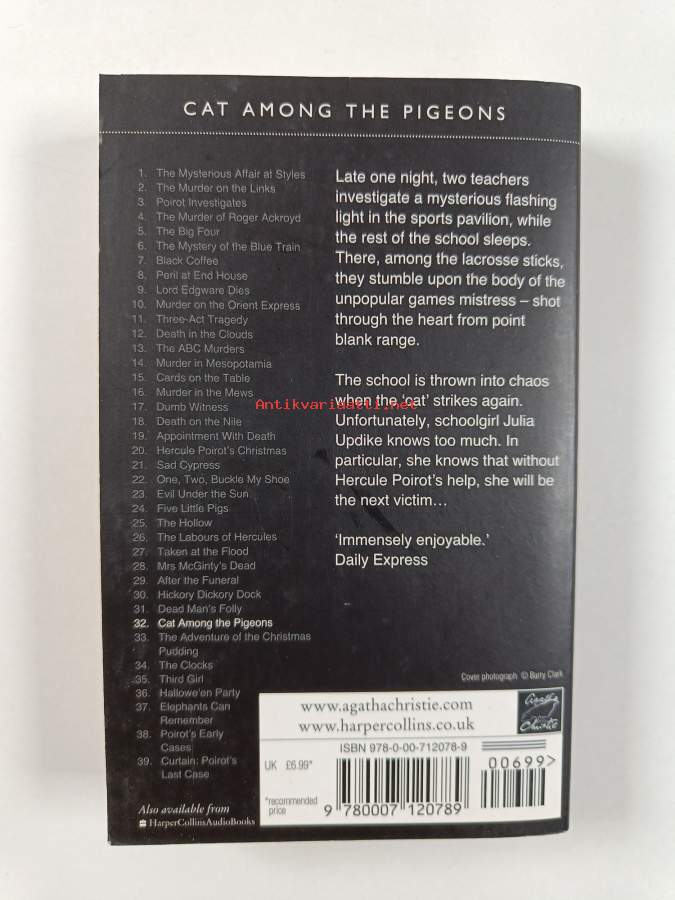 CAT AMONG THE PIGEONS
1. The Mysterious Affair at Styles
2. The Murder on the Links
3. Poirot Investigates
4. The Murder of Roger Ackroyd
5. The Big Four
6. The Mystery of the Blue Train
7. Black Coffee
8. Peril at End House
9. Lord Edgware Dies
10. Murder on the Orient Express
11. Three-Act Tragedy
12. Death in the Clouds
13. The ABC Murders
14. Murder in Mesopotamia
15. Cards on the Table
16. Murder in the Mews
17. Dumb Witness
18. Death on the Nile
19. Appointment With Death
20. Hercule Poirot's Christmas
21. Sad Cypress
22. One, Two, Buckle My Shoe
23. Evil Under the Sun
24. Five Little Pigs
25. The Hollow
26. The Labours of Hercules
27. Taken at the Flood
28. Mrs McGinty's Dead
29. After the Funeral
30. Hickory Dickory Dock
31. Dead Man's Folly
32. Cat Among the Pigeons
33. The Adventure of the Christmas
Pudding
34. The Clocks
35. Third Girl
36. Hallowe'en Party
37. Elephants Can
Remember
38. Poirot's Early
Cases
39. Curtain: Poirot's
Last Case
Also available from
HarperCollinsAudioBooks
Late one night, two teachers
investigate a mysterious flashing
light in the sports pavilion, while
the rest of the school sleeps.
There, among the lacrosse sticks,
they stumble upon the body of the
unpopular games mistress – shot
through the heart from point
blank range.
The school is thrown into chaos
when the 'cat' strikes again.
Unfortunately, schoolgirl Julia
Updike knows too much. In
particular, she knows that without
Hercule Poirot's help, she will be
the next victim…
'Immensely enjoyable.'
Daily Express
Antikvariaatti.net
Cover photograph © Barry Clark
www.agathachristie.com
www.harpercollins.co.uk
Agatha
Christie
ISBN 978-0-00-712078-9
UK £6.99*
*recommended
price
00699>
9 780007 120789